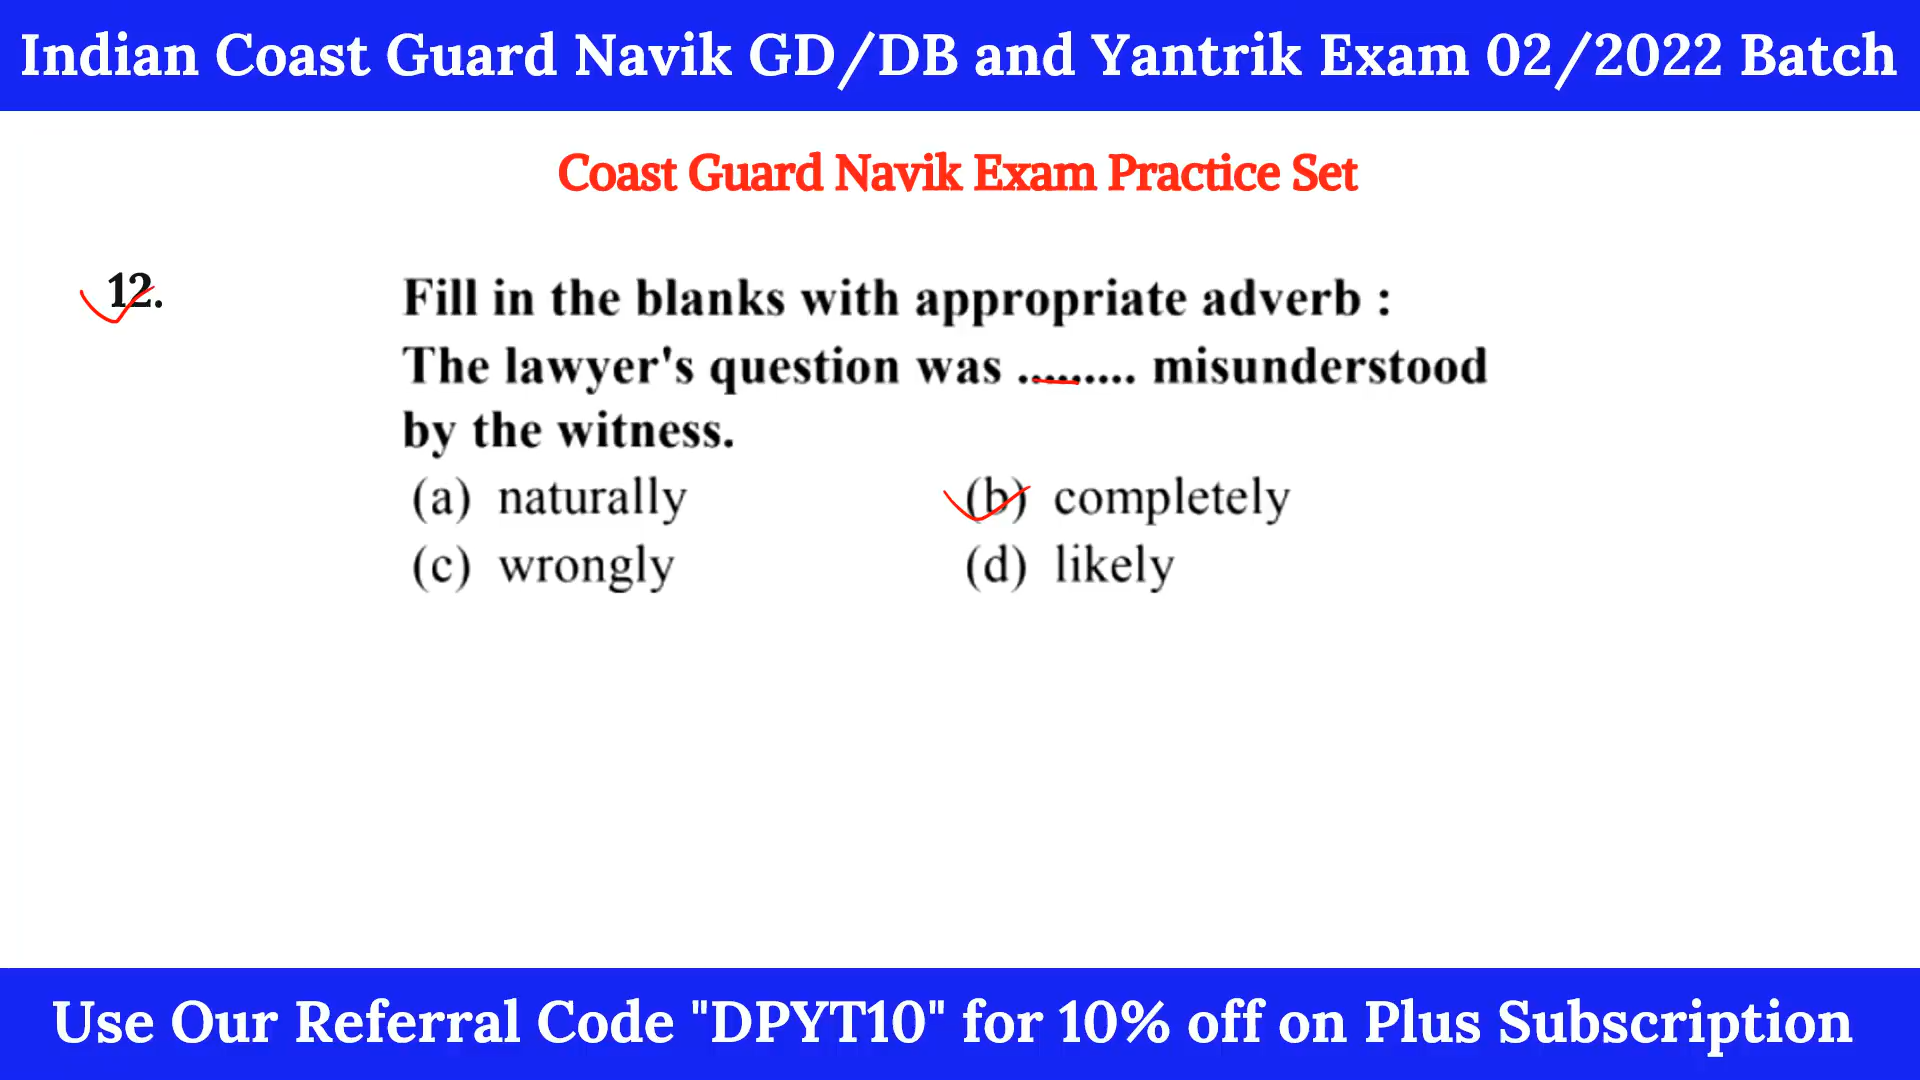 Indian Coast Guard Navik GD/DB and Yantrik Exam 02/2022 Batch
Coast Guard Navik Exam Practice Set
12. Fill in the blanks with appropriate adverb :
The lawyer's question was ......... misunderstood
by the witness.
(a) naturally (b) completely
(c) wrongly (d) likely
Use Our Referral Code "DPYT10" for 10% off on Plus Subscription